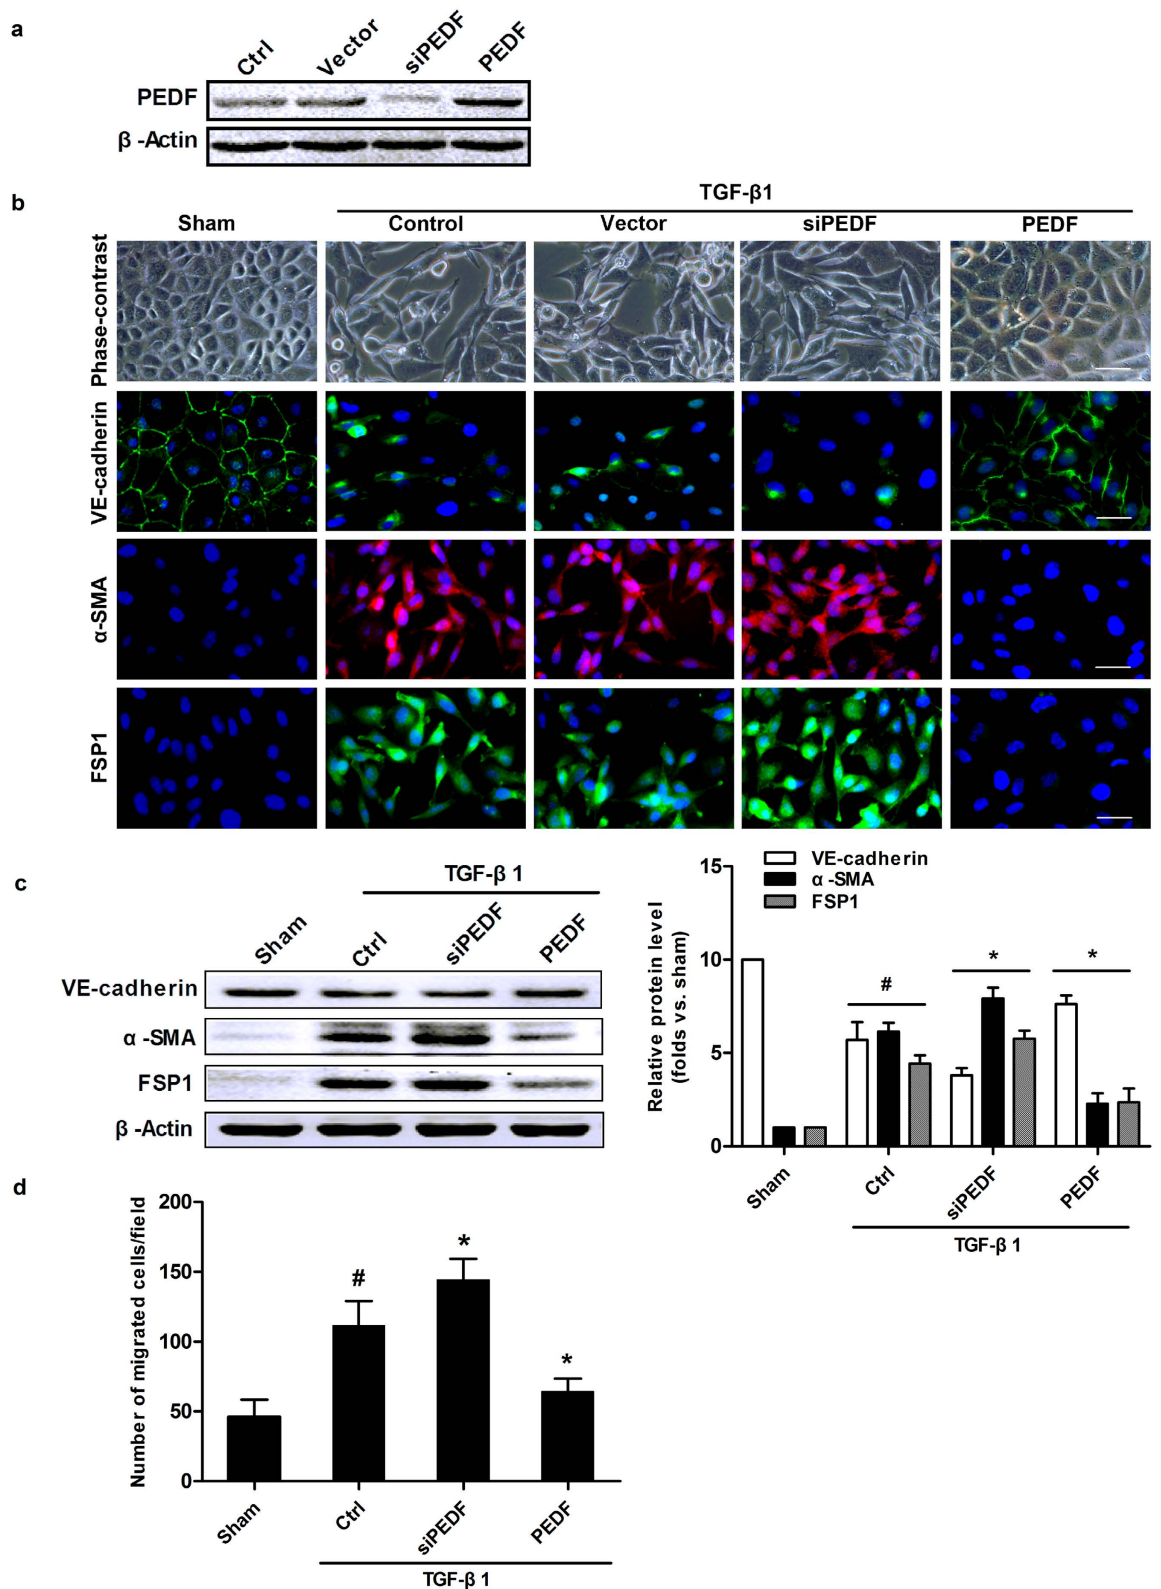 a
Ctrl Vector siPEDF PEDF
PEDF
β -Actin
b
TGF-β1
Sham Control Vector siPEDF PEDF
Phase-contrast
VE-cadherin
α-SMA
FSP1
c
TGF-β 1
Sham Ctrl siPEDF PEDF
VE-cadherin
α -SMA
FSP1
β -Actin
VE-cadherin
α -SMA
FSP1
Relative protein level
(folds vs. sham)
15
10
5
0
# * *
Sham Ctrl siPEDF PEDF
TGF-β 1
d
Number of migrated cells/field
200
150
100
50
0
# * *
Sham Ctrl siPEDF PEDF
TGF-β 1